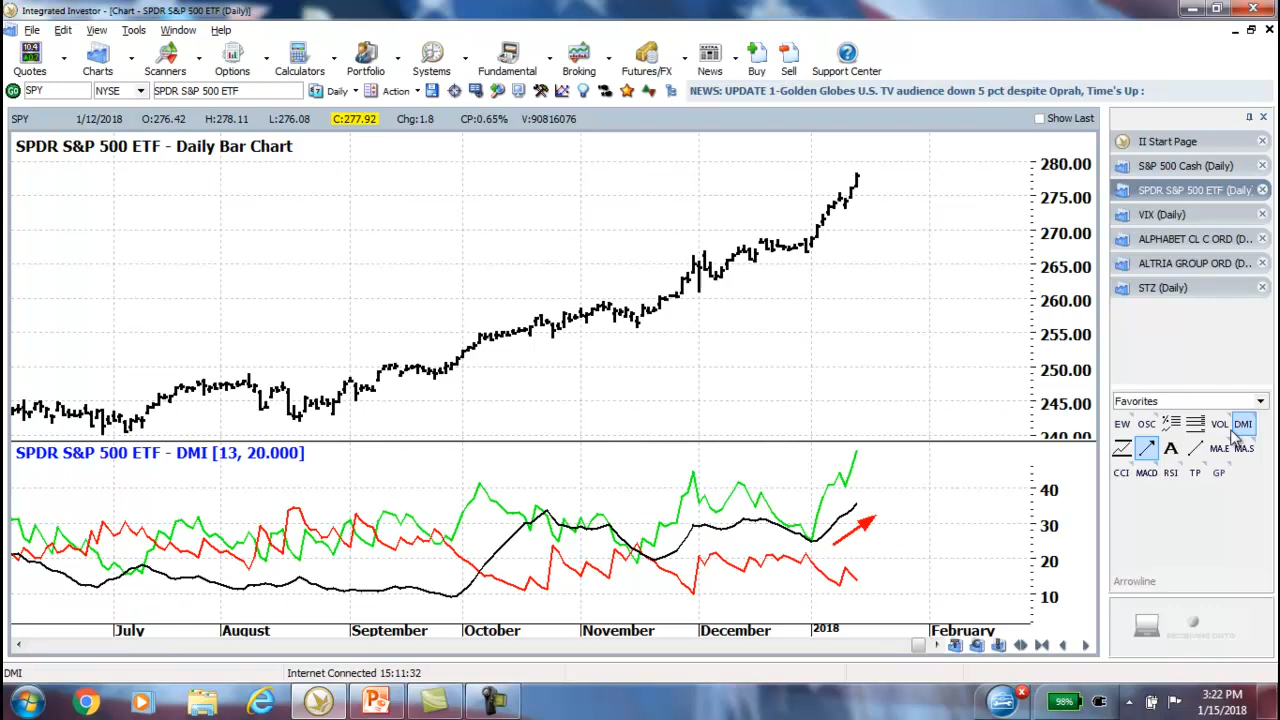 Integrated Investor - [Chart - SPDR S&P 500 ETF (Daily)]
File Edit View Tools Window Help
Quotes Charts Scanners Options Calculators Portfolio Systems Fundamental Broking Futures/FX News Buy Sell Support Center
GO SPY NYSE SPDR S&P 500 ETF Daily Action NEWS: UPDATE 1-Golden Globes U.S. TV audience down 5 pct despite Oprah, Time's Up :
SPY 1/12/2018 O:276.42 H:278.11 L:276.08 C:277.92 Chg:1.8 CP:0.65% V:90816076 Show Last
SPDR S&P 500 ETF - Daily Bar Chart
280.00
275.00
270.00
265.00
260.00
255.00
250.00
245.00
240.00
SPDR S&P 500 ETF - DMI [13, 20.000]
40
30
20
10
July August September October November December 2018 February
II Start Page
S&P 500 Cash (Daily)
SPDR S&P 500 ETF (Daily)
VIX (Daily)
ALPHABET CL C ORD (D..
ALTRIA GROUP ORD (D...
STZ (Daily)
Favorites
EW OSC VOL DMI
A MA.E MA.S
CCI MACD RSI TP GP
Arrowline
RECEIVING DATA
DMI Internet Connected 15:11:32
98% 3:22 PM
1/15/2018